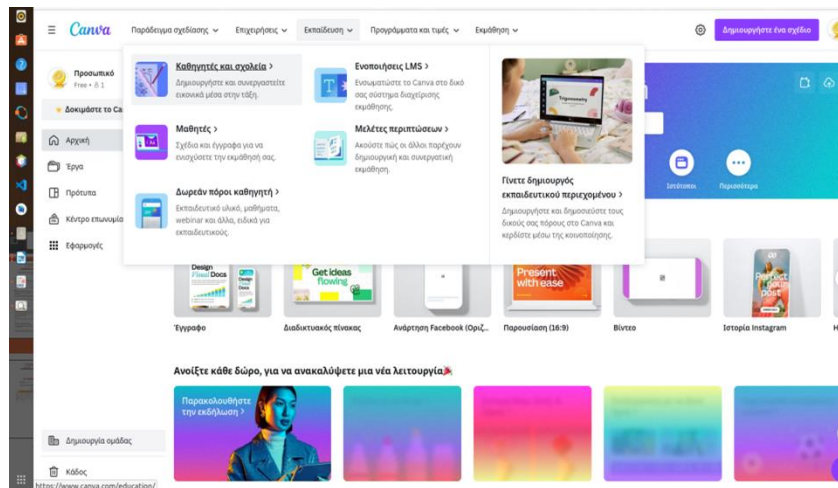 Canva
Παράδειγμα σχεδίασης
Επιχειρήσεις
Εκπαίδευση
Προγράμματα και τιμές
Εκμάθηση
Δημιουργήστε ένα σχέδιο
Προσωπικό
Free • 1
Δοκιμάστε το Ca
Αρχική
Έργα
Πρότυπα
Κέντρο επωνυμία
Εφαρμογές
Δημιουργία ομάδας
Κάδος
https://www.canva.com/education/
Καθηγητές και σχολεία >
Δημιουργήστε και συνεργαστείτε
εικονικά μέσα στην τάξη.
Μαθητές >
Σχέδια και έγγραφα για να
ενισχύσετε την εκμάθησή σας.
Δωρεάν πόροι καθηγητή >
Εκπαιδευτικό υλικό, μαθήματα,
webinar και άλλα, ειδικά για
εκπαιδευτικούς.
Ενοποιήσεις LMS >
Ενσωματώστε το Canva στο δικό
σας σύστημα διαχείρισης
εκμάθησης.
Μελέτες περιπτώσεων >
Ακούστε πώς οι άλλοι παρέχουν
δημιουργική και συνεργατική
εκμάθηση.
Trigonometry
Γίνετε δημιουργός
εκπαιδευτικού περιεχομένου >
Δημιουργήστε και δημοσιεύστε τους
δικούς σας πόρους στο Canva και
κερδίστε μέσω της κοινοποίησης.
Ιστότοποι
Περισσότερα
Design
Visual Docs
Get ideas
flowing
Present
with ease
Perfect
your
post
Έγγραφο
Διαδικτυακός πίνακας
Ανάρτηση Facebook (Οριζ...
Παρουσίαση (16:9)
Βίντεο
Ιστορία Instagram
Ανοίξτε κάθε δώρο, για να ανακαλύψετε μια νέα λειτουργία
Παρακολουθήστε
την εκδήλωση >